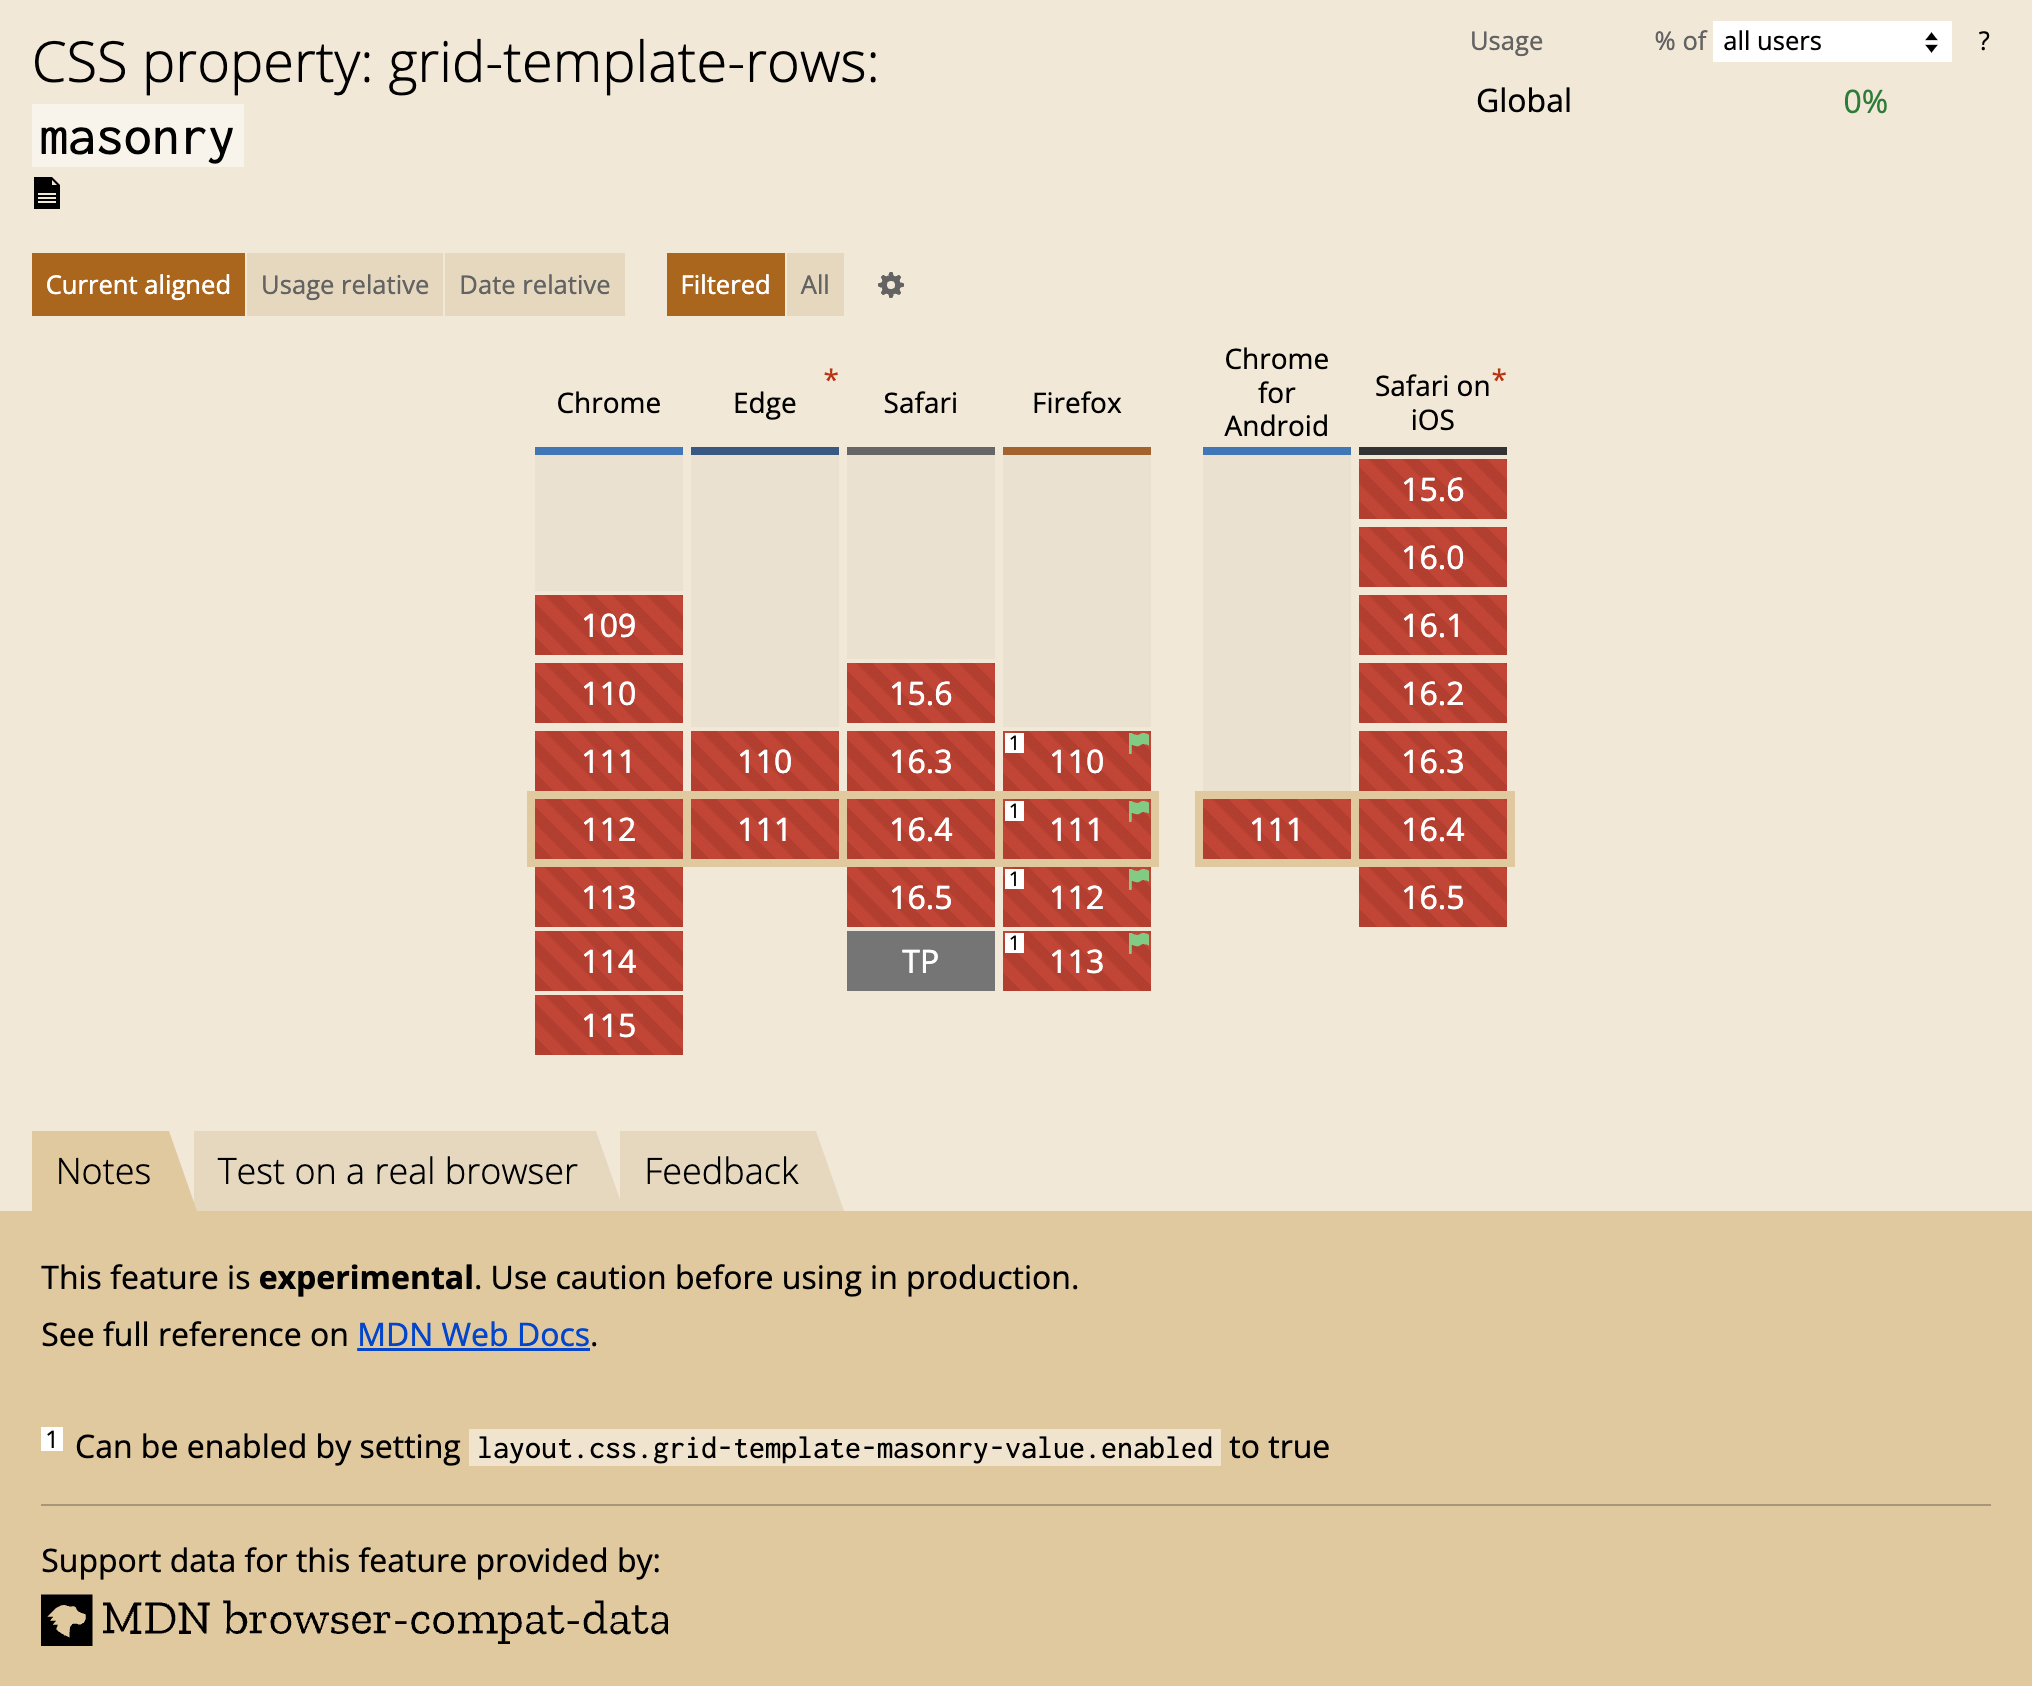 CSS property: grid-template-rows:
masonry
Usage % of all users ?
Global 0%
Current aligned Usage relative Date relative Filtered All
Chrome Edge * Safari Firefox Chrome for Android Safari on iOS *
15.6
16.0
109 16.1
110 15.6 16.2
111 110 16.3 1 110 16.3
112 111 16.4 1 111 111 16.4
113 16.5 1 112 16.5
114 TP 1 113
115
Notes Test on a real browser Feedback
This feature is experimental. Use caution before using in production.
See full reference on MDN Web Docs.
1 Can be enabled by setting layout.css.grid-template-masonry-value.enabled to true
Support data for this feature provided by:
MDN browser-compat-data